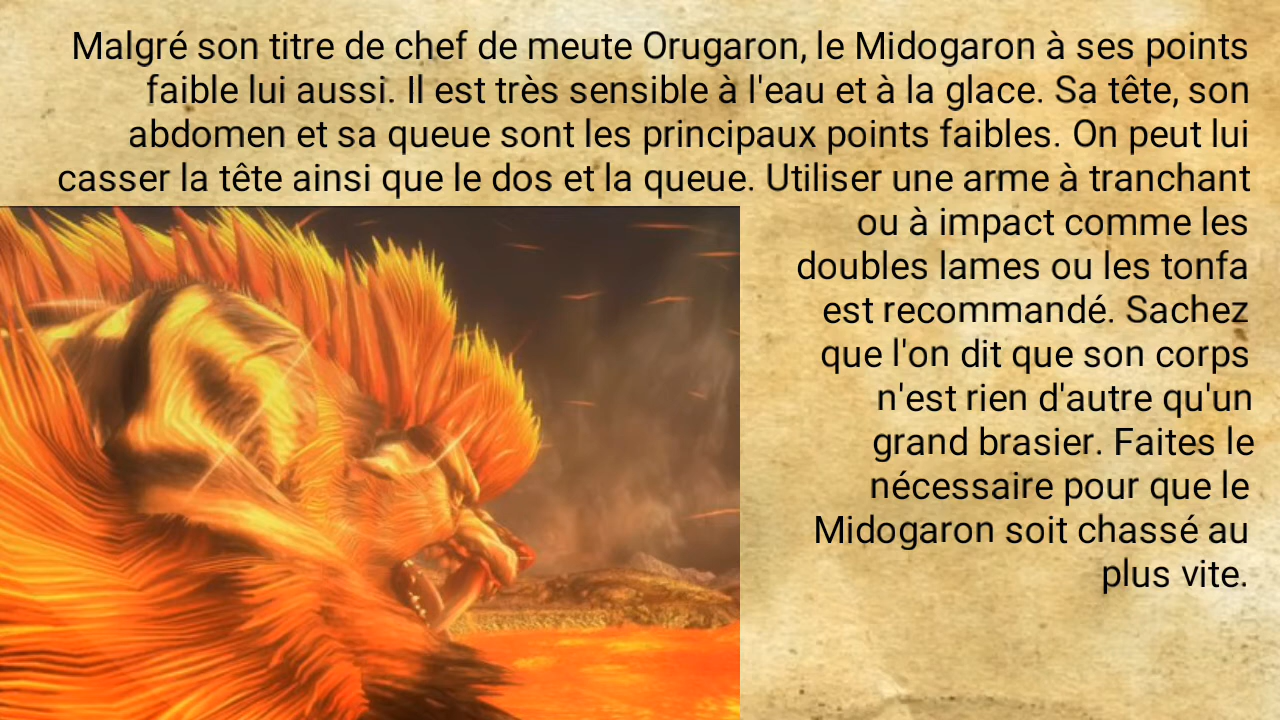 Malgré son titre de chef de meute Orugaron, le Midogaron à ses points
faible lui aussi. Il est très sensible à l'eau et à la glace. Sa tête, son
abdomen et sa queue sont les principaux points faibles. On peut lui
casser la tête ainsi que le dos et la queue. Utiliser une arme à tranchant
ou à impact comme les
doubles lames ou les tonfa
est recommandé. Sachez
que l'on dit que son corps
n'est rien d'autre qu'un
grand brasier. Faites le
nécessaire pour que le
Midogaron soit chassé au
plus vite.